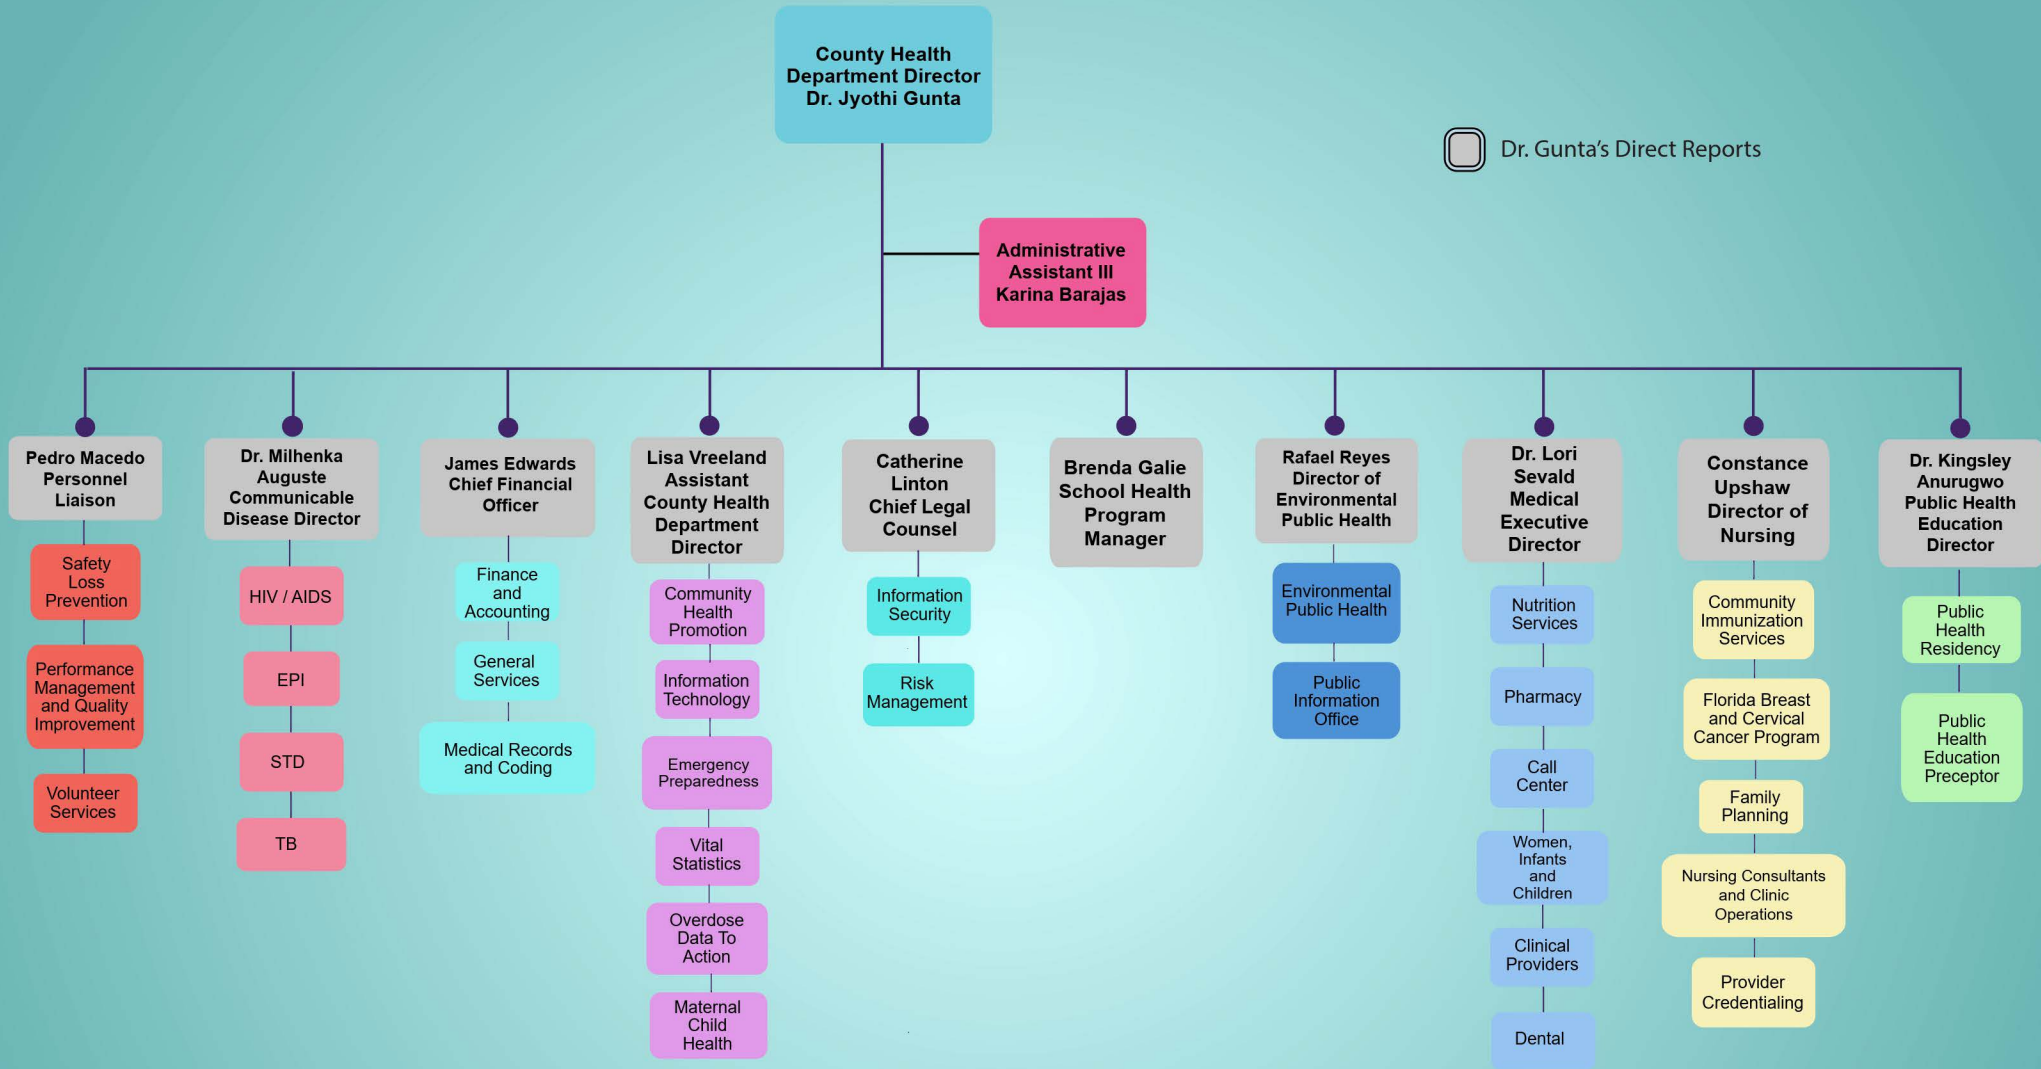 County Health
Department Director
Dr. Jyothi Gunta
Dr. Gunta's Direct Reports
Administrative
Assistant III
Karina Barajas
Pedro Macedo
Personnel
Liaison
Safety
Loss
Prevention
Performance
Management
and Quality
Improvement
Volunteer
Services
Dr. Milhenka
Auguste
Communicable
Disease Director
HIV / AIDS
EPI
STD
TB
James Edwards
Chief Financial
Officer
Finance
and
Accounting
General
Services
Medical Records
and Coding
Lisa Vreeland
Assistant
County Health
Department
Director
Community
Health
Promotion
Information
Technology
Emergency
Preparedness
Vital
Statistics
Overdose
Data To
Action
Maternal
Child
Health
Catherine
Linton
Chief Legal
Counsel
Information
Security
Risk
Management
Brenda Galie
School Health
Program
Manager
Rafael Reyes
Director of
Environmental
Public Health
Environmental
Public Health
Public
Information
Office
Dr. Lori
Sevald
Medical
Executive
Director
Nutrition
Services
Pharmacy
Call
Center
Women,
Infants
and
Children
Clinical
Providers
Dental
Constance
Upshaw
Director of
Nursing
Community
Immunization
Services
Florida Breast
and Cervical
Cancer Program
Family
Planning
Nursing Consultants
and Clinic
Operations
Provider
Credentialing
Dr. Kingsley
Anurugwo
Public Health
Education
Director
Public
Health
Residency
Public
Health
Education
Preceptor